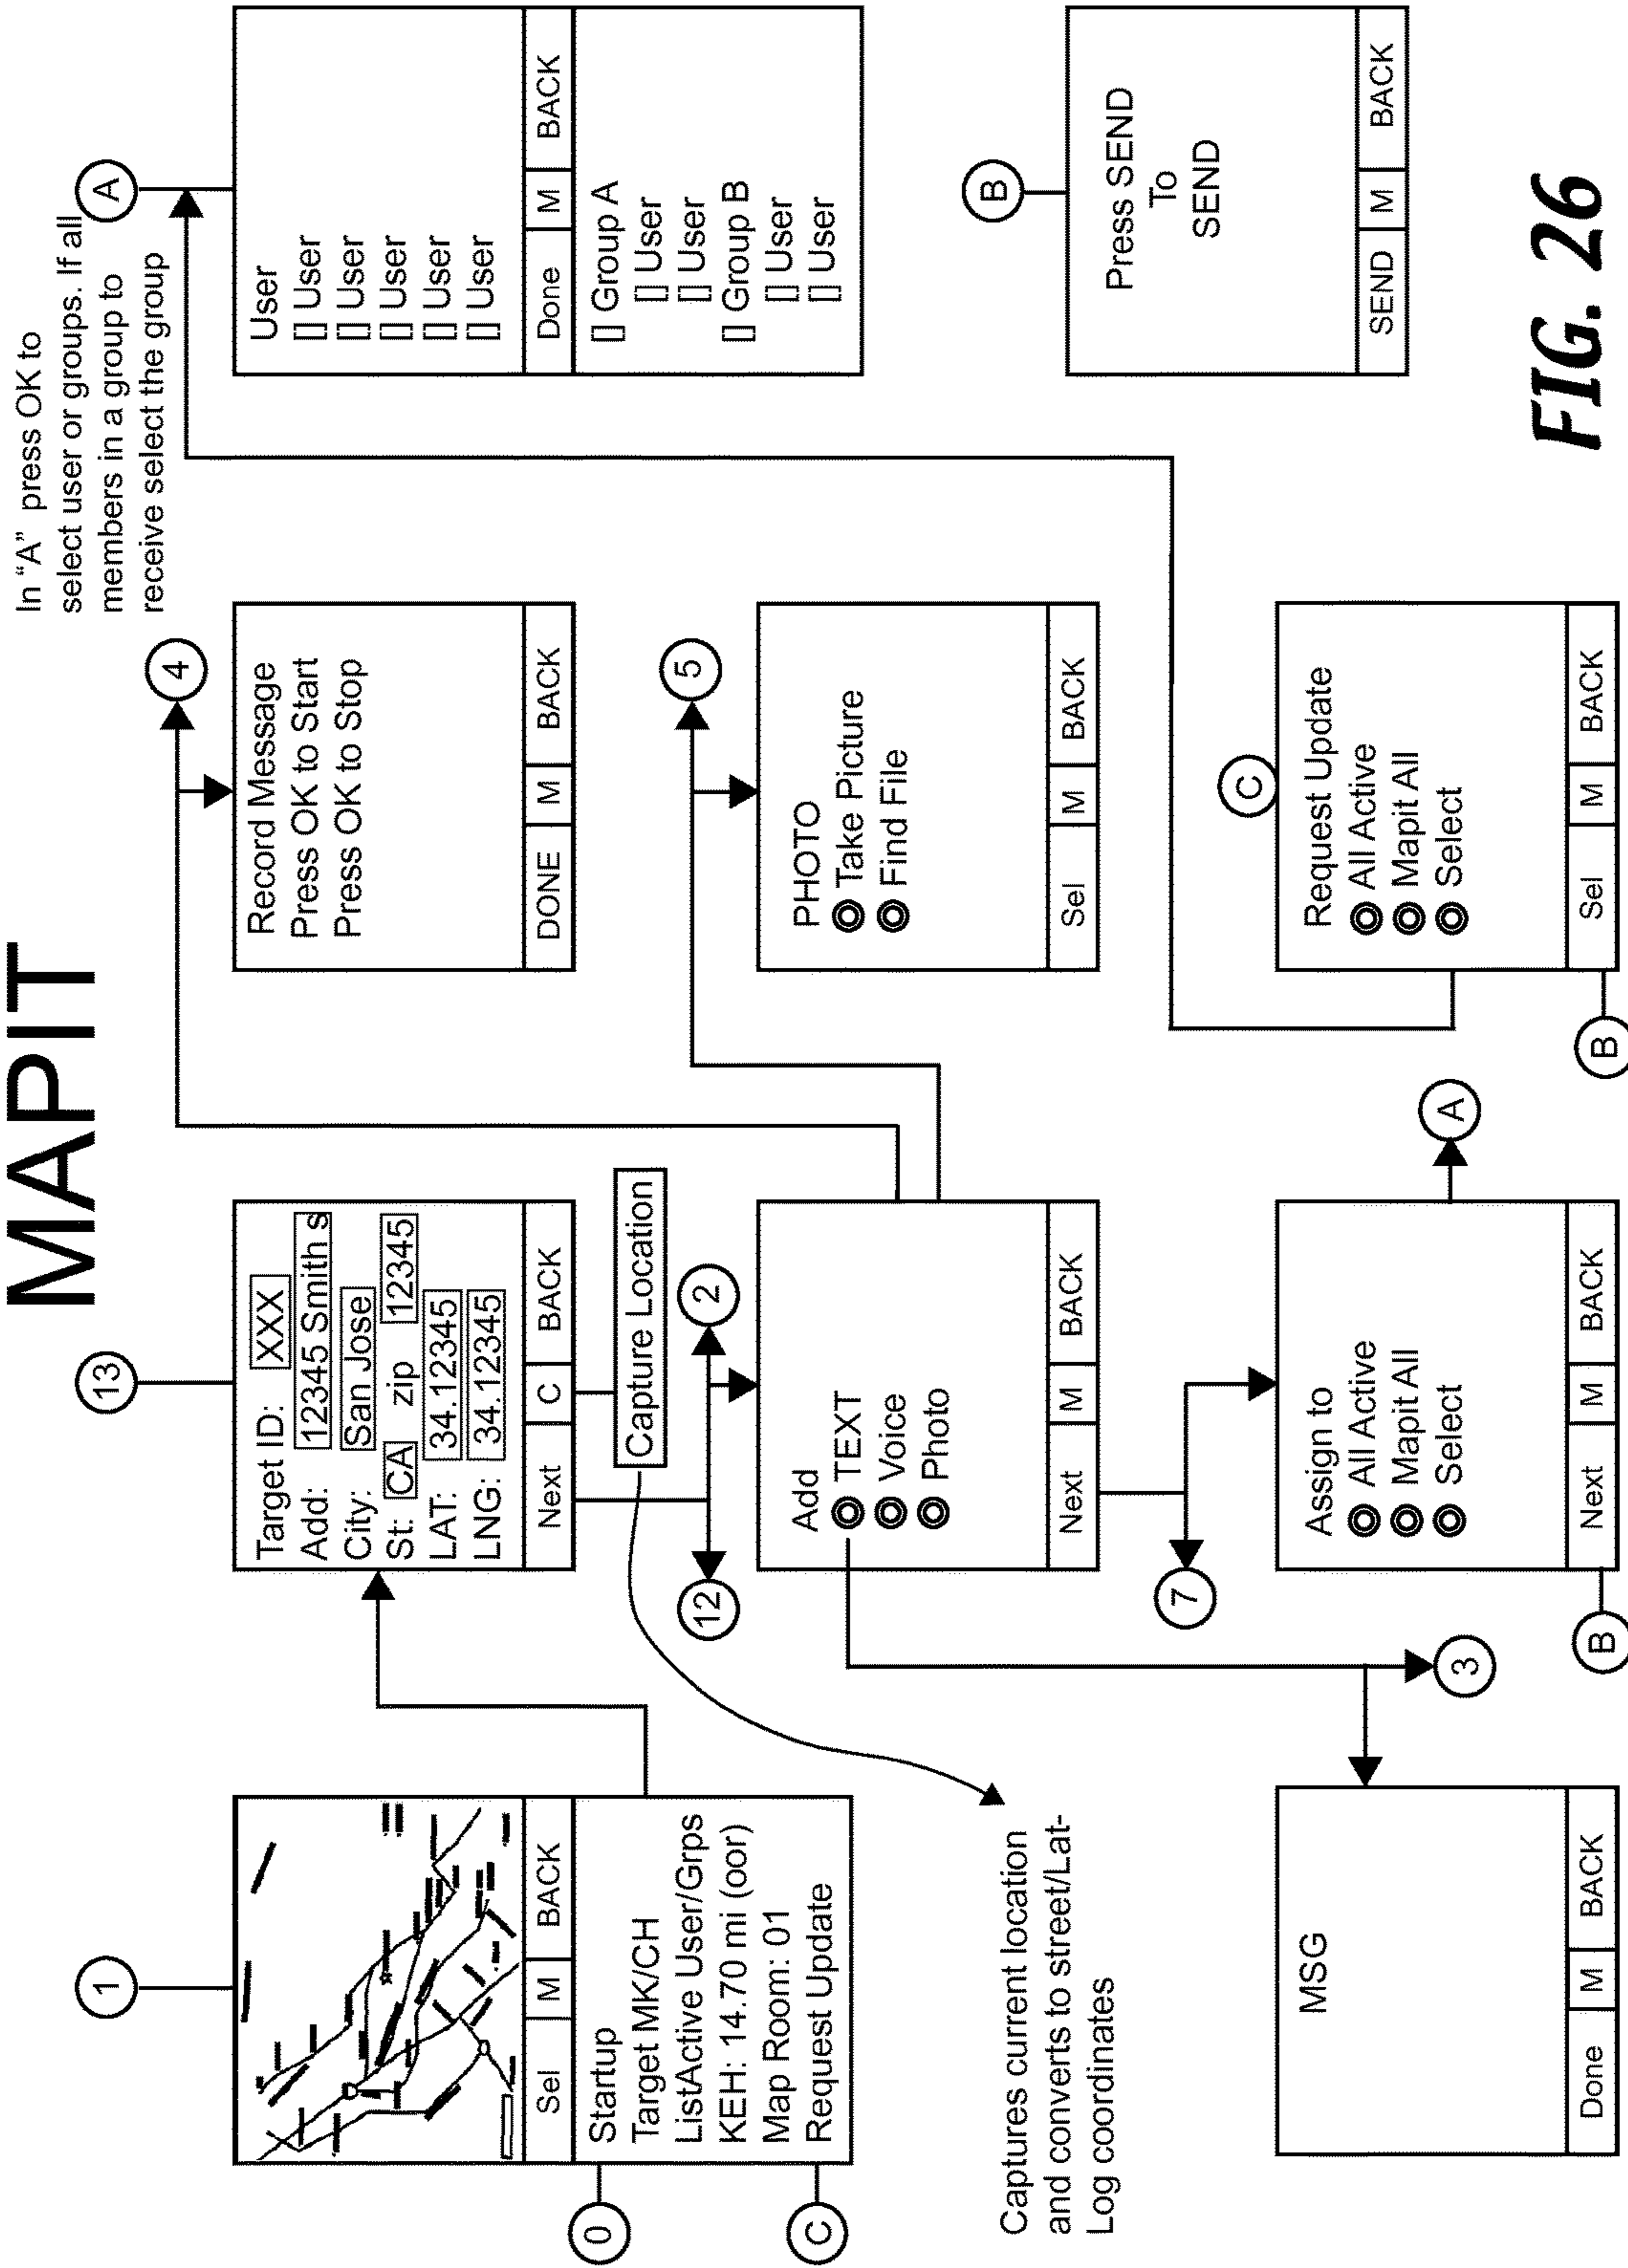 MAPIT
1
Sel M BACK
0
Startup
Target MK/CH
ListActive User/Grps
KEH: 14.70 mi (oor)
Map Room: 01
C
Request Update
Captures current location
and converts to street/Lat-
Log coordinates
MSG
Done M BACK
13
Target ID: XXX
Add: 12345 Smith s
City: San Jose
St: CA zip 12345
LAT: 34.12345
LNG: 34.12345
Next C BACK
Capture Location
12
2
Add
TEXT
Voice
Photo
Next M BACK
3
7
Assign to
All Active
Mapit All
Select
Next M BACK
B
A
4
Record Message
Press OK to Start
Press OK to Stop
DONE M BACK
5
PHOTO
Take Picture
Find File
Sel M BACK
C
Request Update
All Active
Mapit All
Select
Sel M BACK
B
In “A” press OK to
select user or groups. If all
members in a group to
receive select the group
A
User
[] User
[] User
[] User
[] User
[] User
Done M BACK
[] Group A
[] User
[] User
[] Group B
[] User
[] User
B
Press SEND
To
SEND
SEND M BACK
FIG. 26